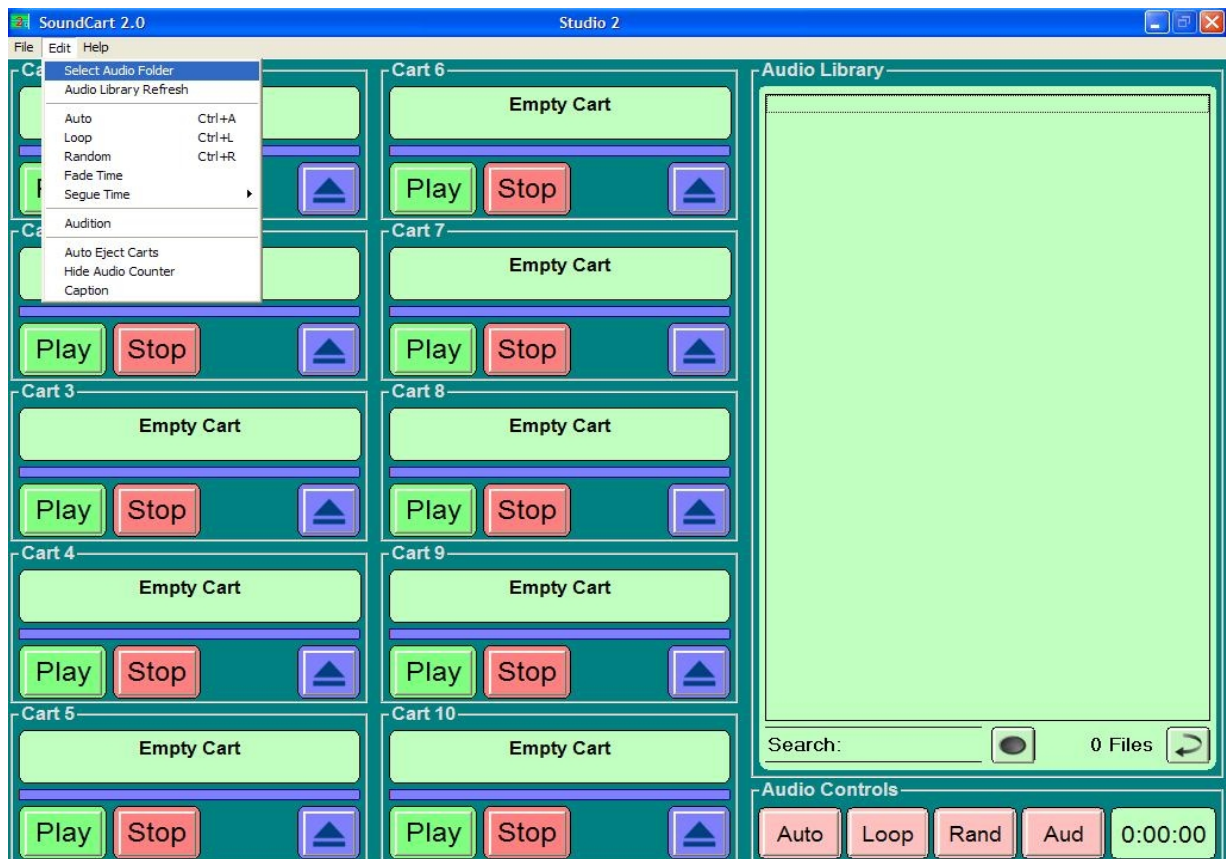 SoundCart 2.0 Studio 2
File Edit Help
Select Audio Folder
Audio Library Refresh
Auto Ctrl+A
Loop Ctrl+L
Random Ctrl+R
Fade Time
Segue Time
Audition
Auto Eject Carts
Hide Audio Counter
Caption
Play Stop
Cart 3
Empty Cart
Play Stop
Cart 4
Empty Cart
Play Stop
Cart 5
Empty Cart
Play Stop
Cart 6
Empty Cart
Play Stop
Cart 7
Empty Cart
Play Stop
Cart 8
Empty Cart
Play Stop
Cart 9
Empty Cart
Play Stop
Cart 10
Empty Cart
Play Stop
Audio Library
Search: 0 Files
Audio Controls
Auto Loop Rand Aud 0:00:00